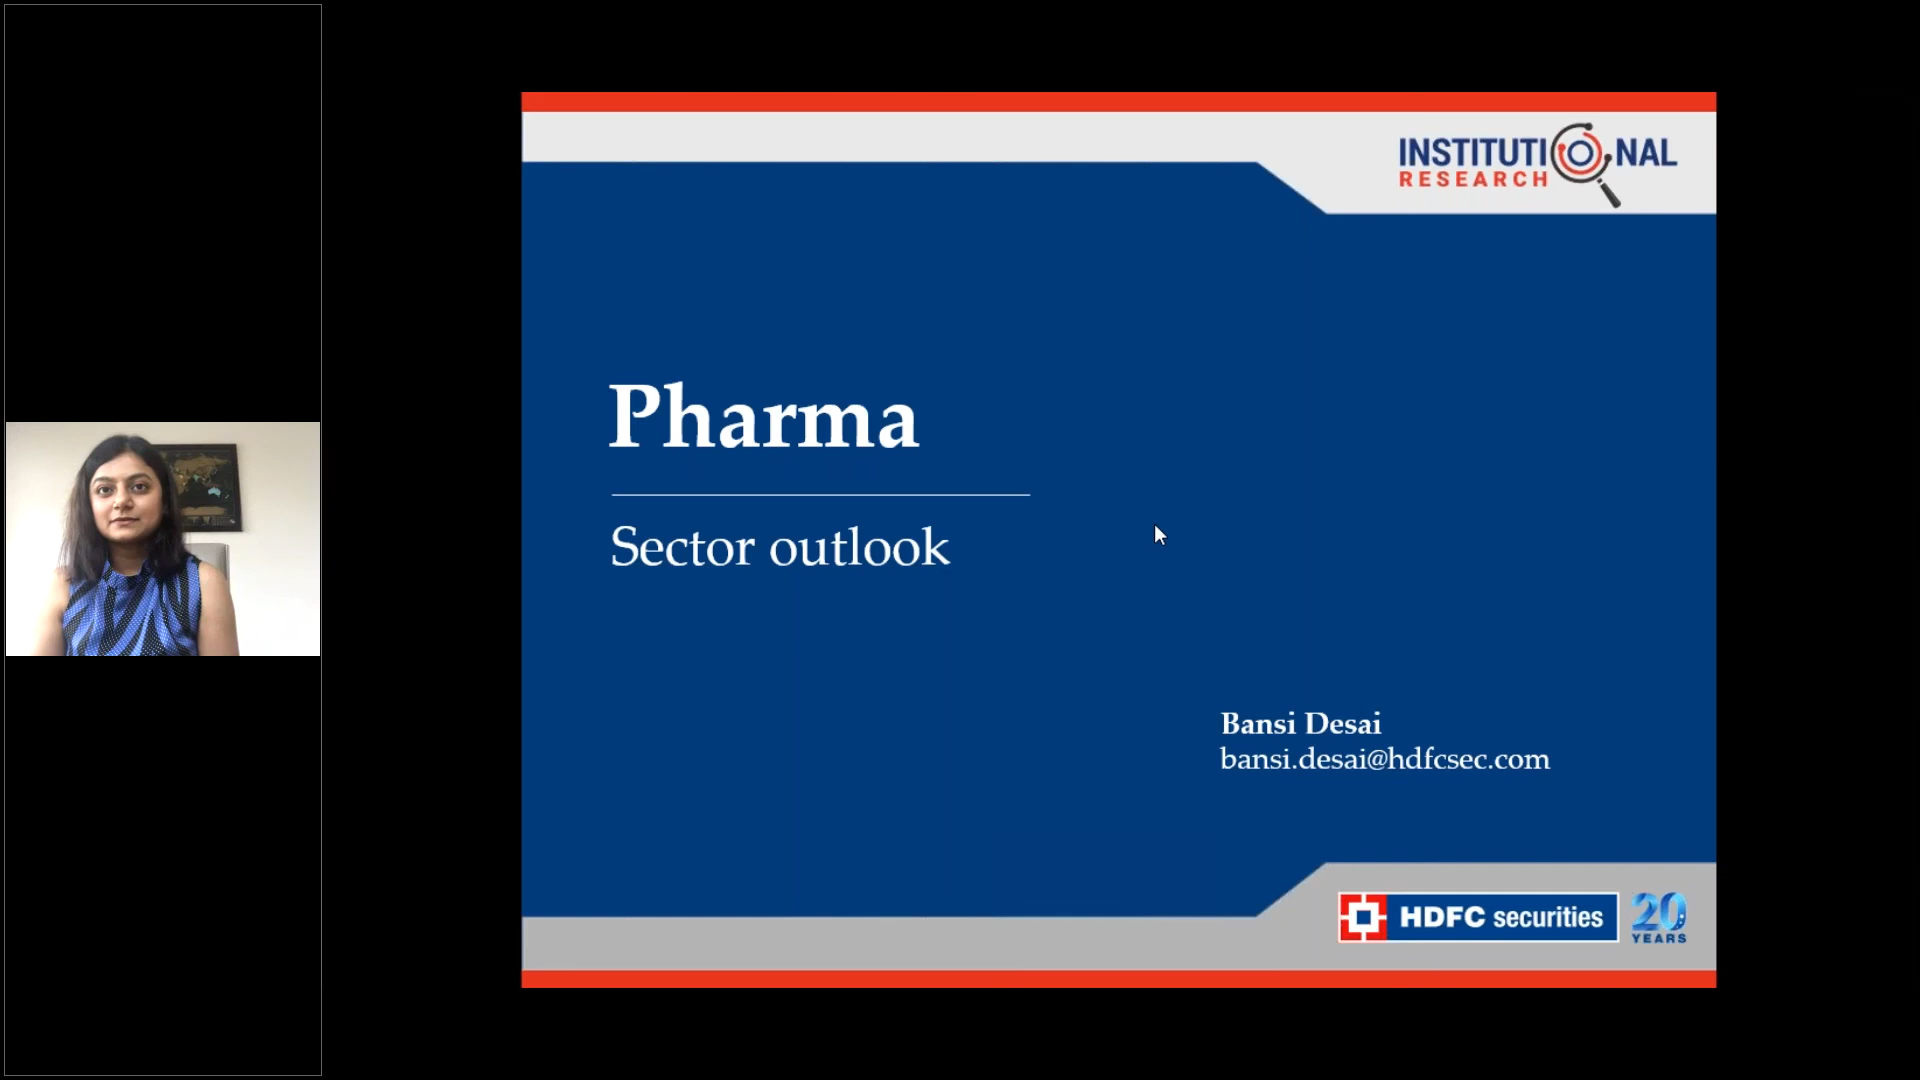 INSTITUTIONAL
RESEARCH
Pharma
Sector outlook
Bansi Desai
bansi.desai@hdfcsec.com
HDFC securities
20
YEARS